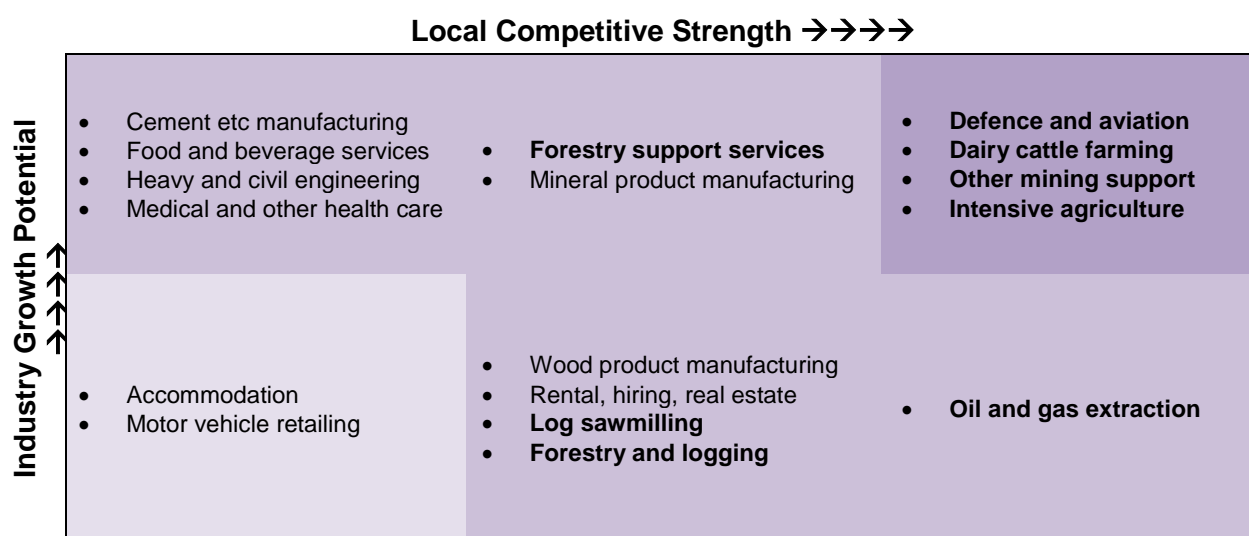 Local Competitive Strength →→→→
Industry Growth Potential →→→→
• Cement etc manufacturing
• Food and beverage services
• Heavy and civil engineering
• Medical and other health care
• Forestry support services
• Mineral product manufacturing
• Defence and aviation
• Dairy cattle farming
• Other mining support
• Intensive agriculture
• Accommodation
• Motor vehicle retailing
• Wood product manufacturing
• Rental, hiring, real estate
• Log sawmilling
• Forestry and logging
• Oil and gas extraction